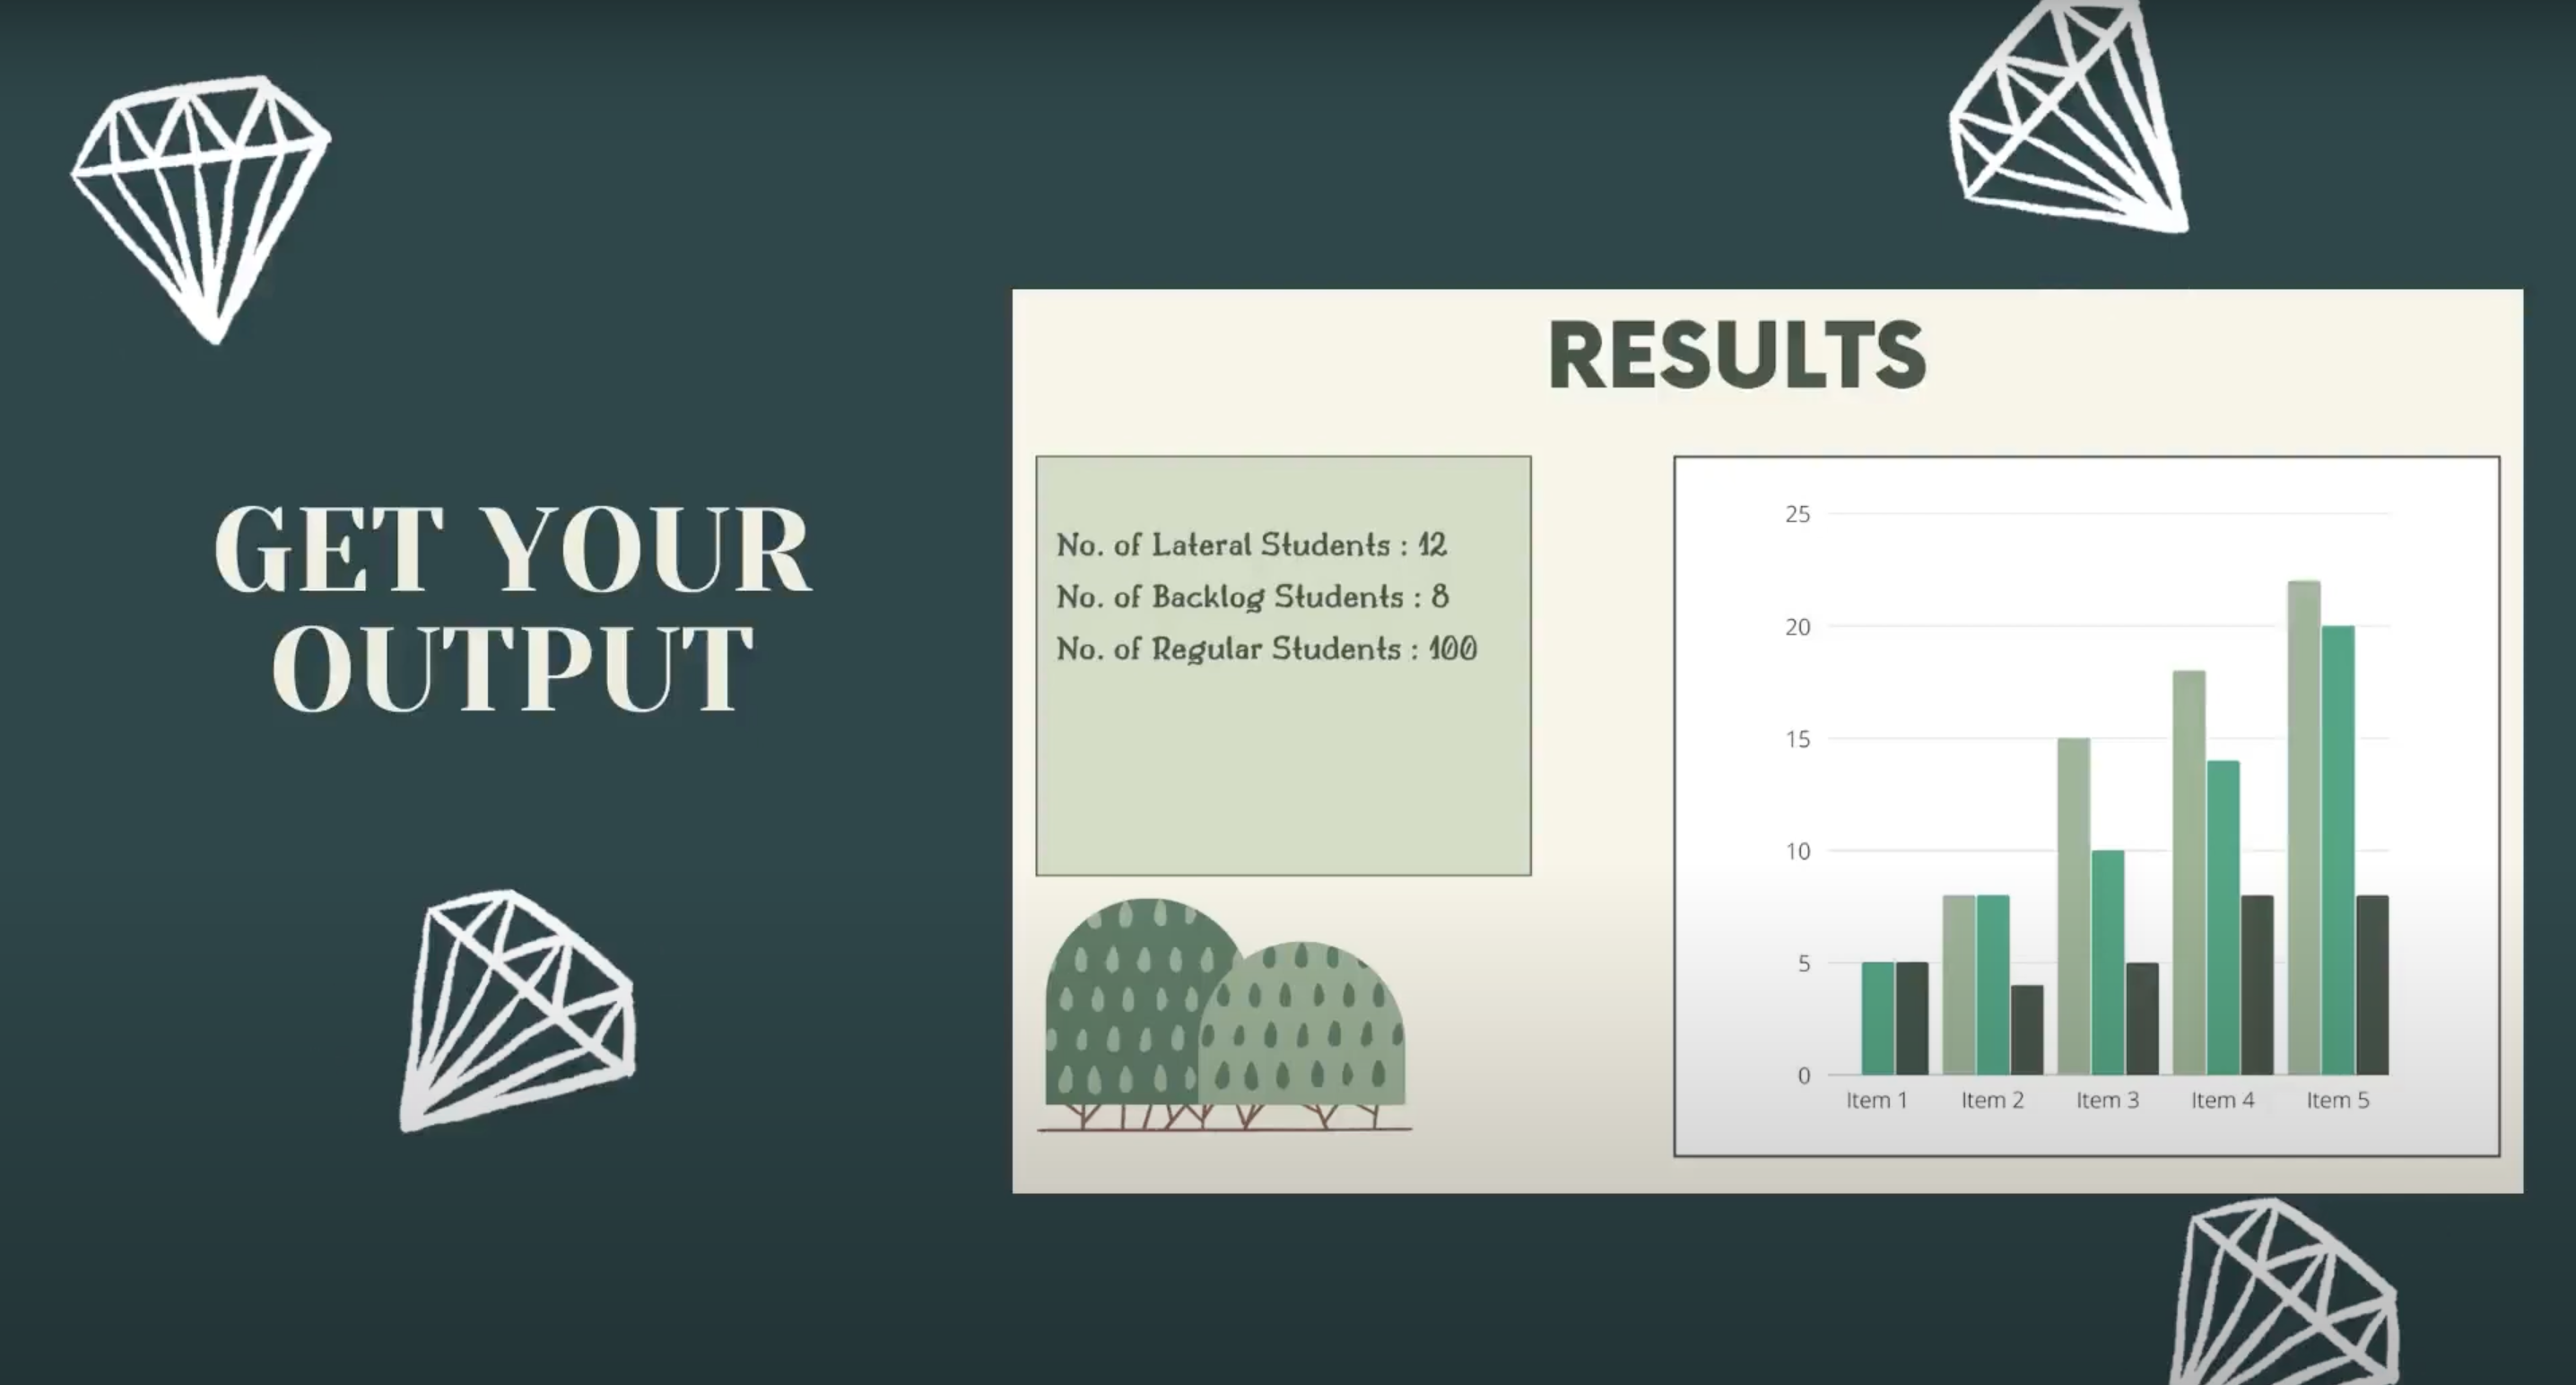 GET YOUR
OUTPUT
RESULTS
No. of Lateral Students : 12
No. of Backlog Students : 8
No. of Regular Students : 100
25
20
15
10
5
0
Item 1 Item 2 Item 3 Item 4 Item 5